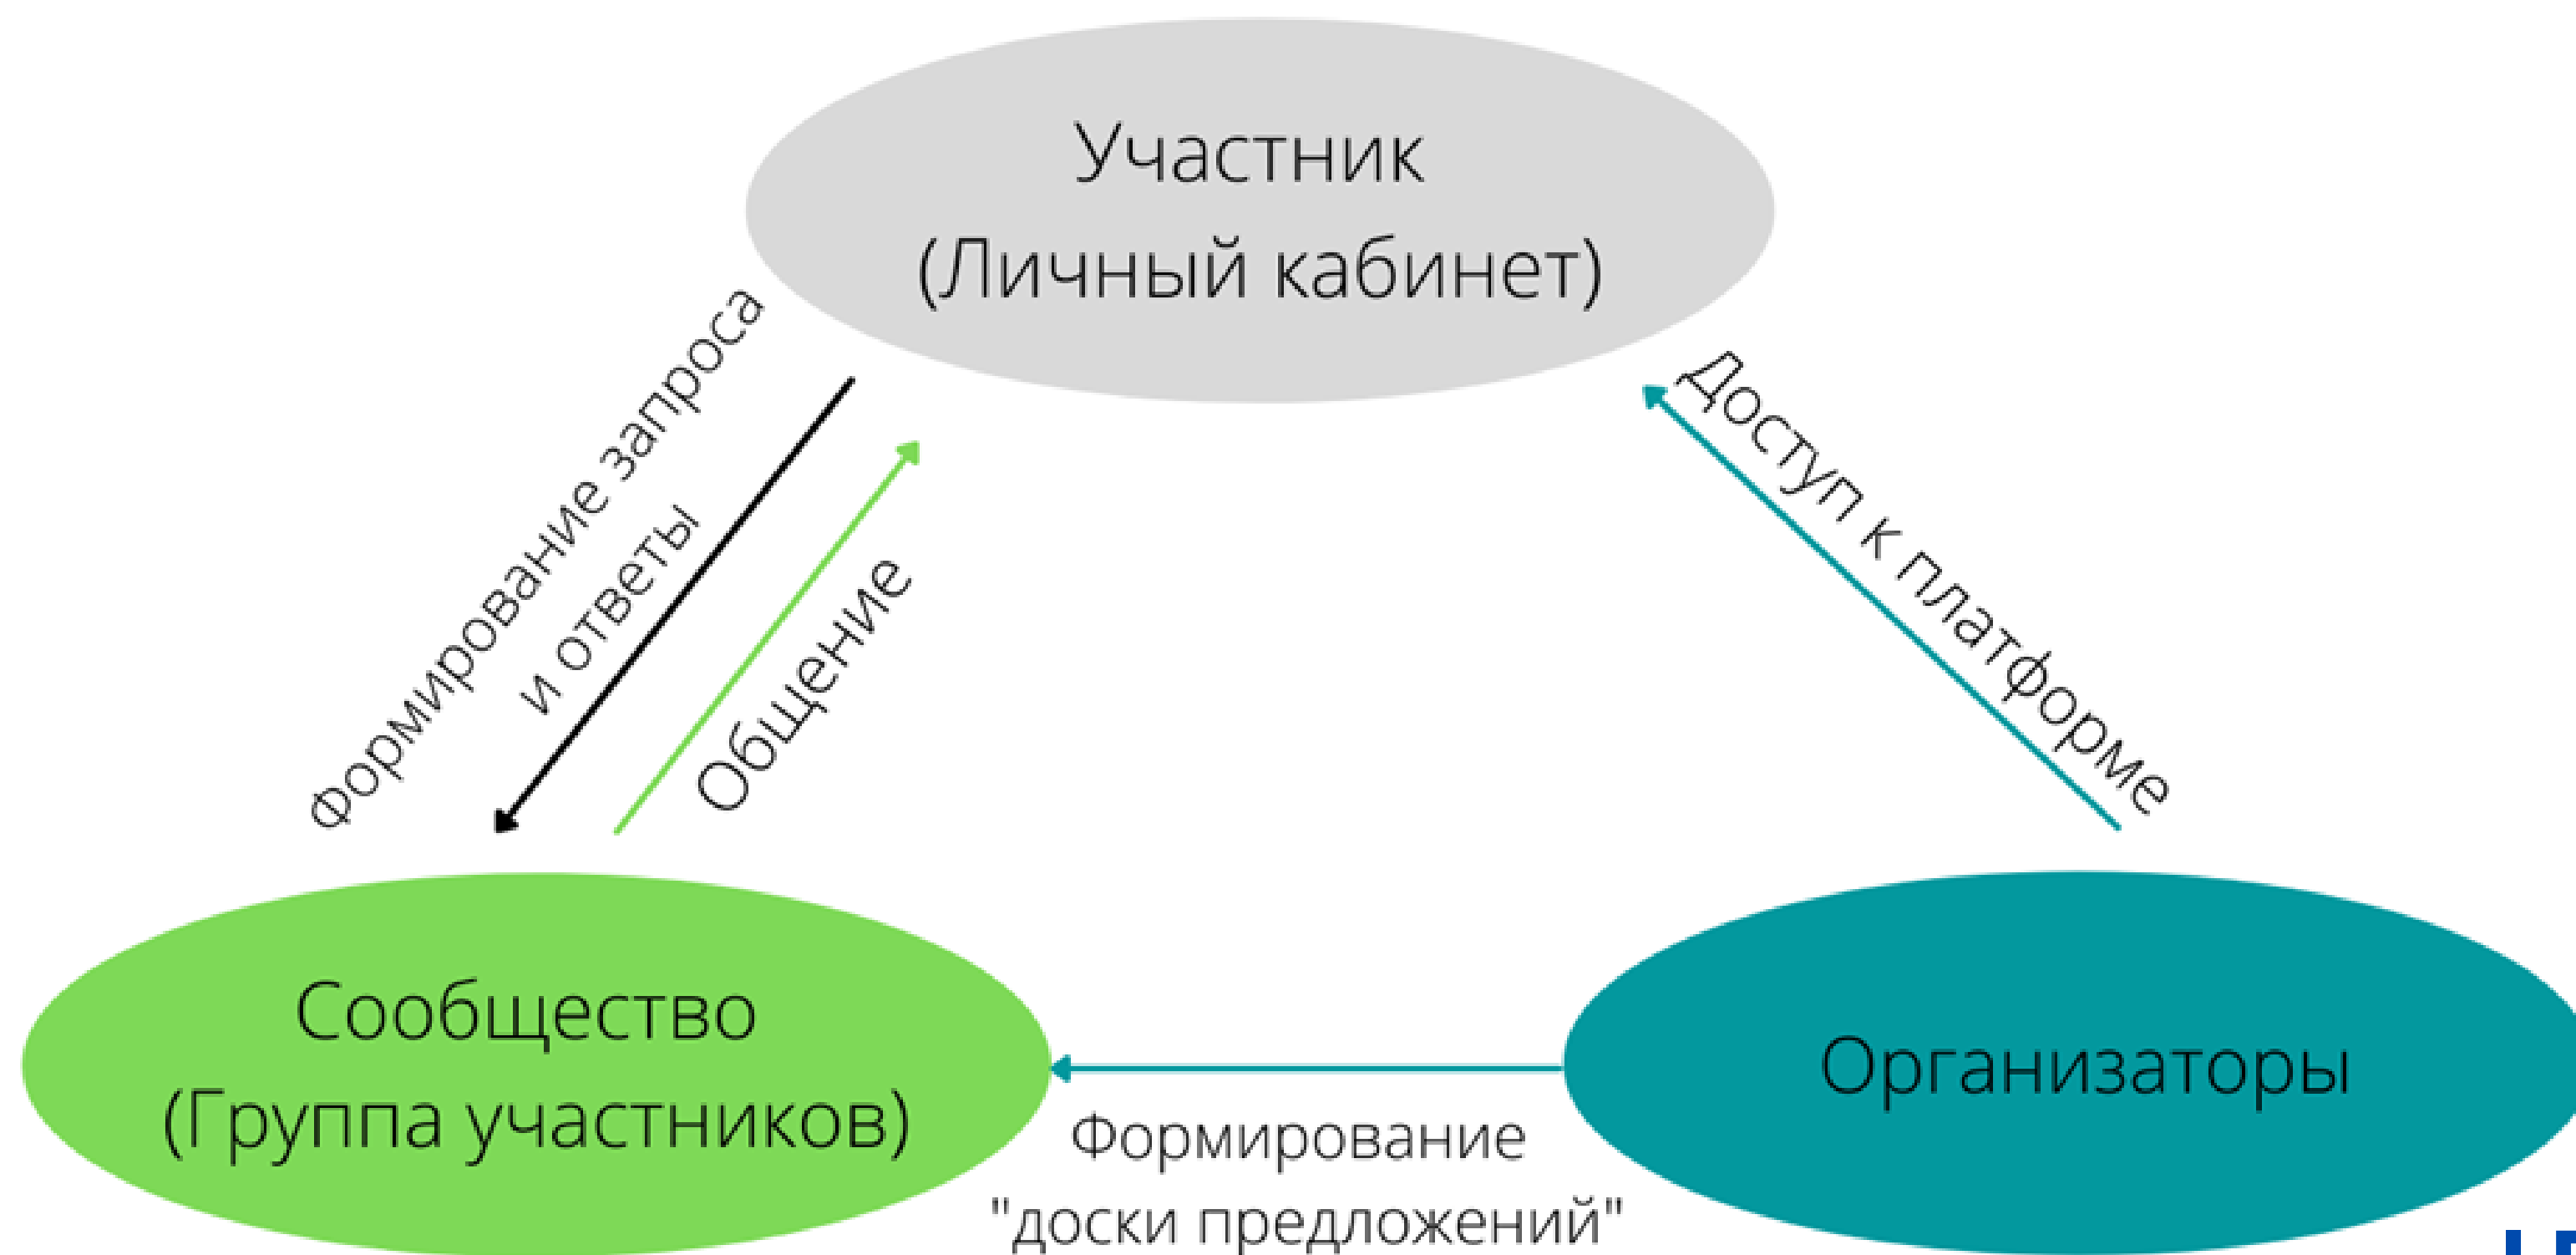 Участник
(Личный кабинет)
Формирование запроса
и ответы
Общение
Доступ к платформе
Сообщество
(Группа участников)
Организаторы
Формирование
"доски предложений"